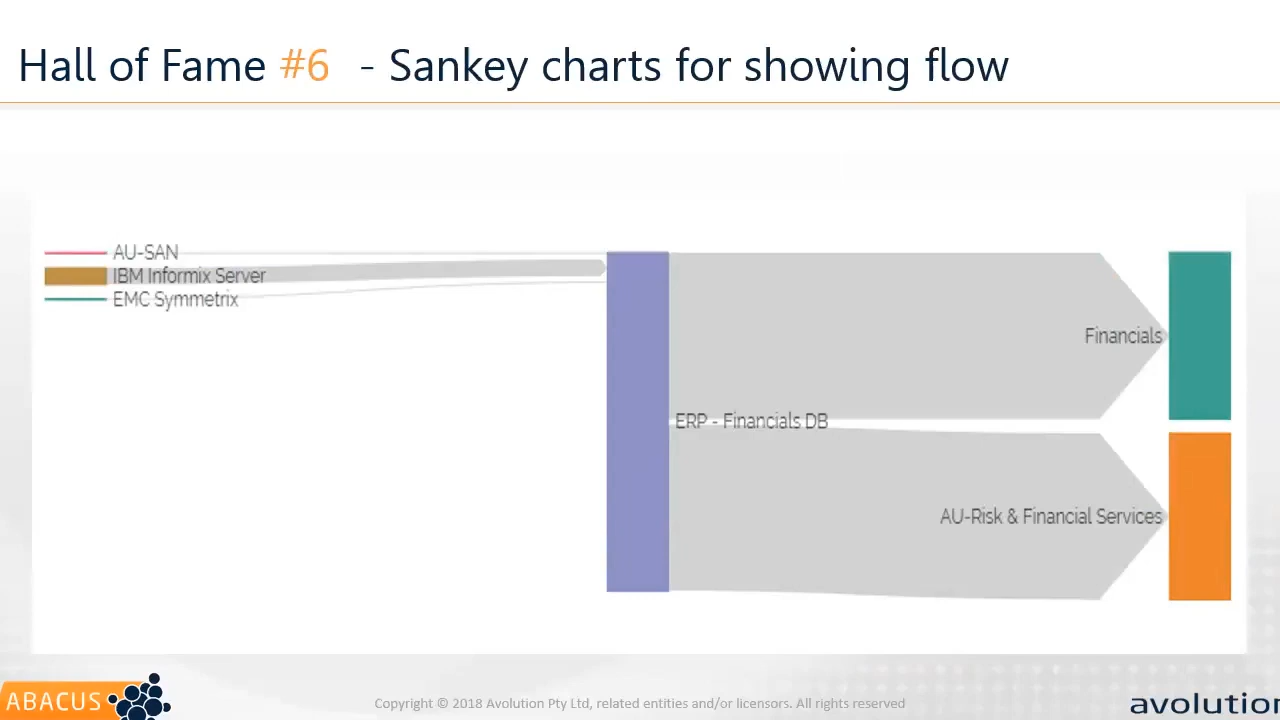 Hall of Fame #6 - Sankey charts for showing flow
AU-SAN
IBM Informix Server
EMC Symmetrix
Financials
ERP - Financials DB
AU-Risk & Financial Services
ABACUS
Copyright © 2018 Avolution Pty Ltd, related entities and/or licensors. All rights reserved
avolution